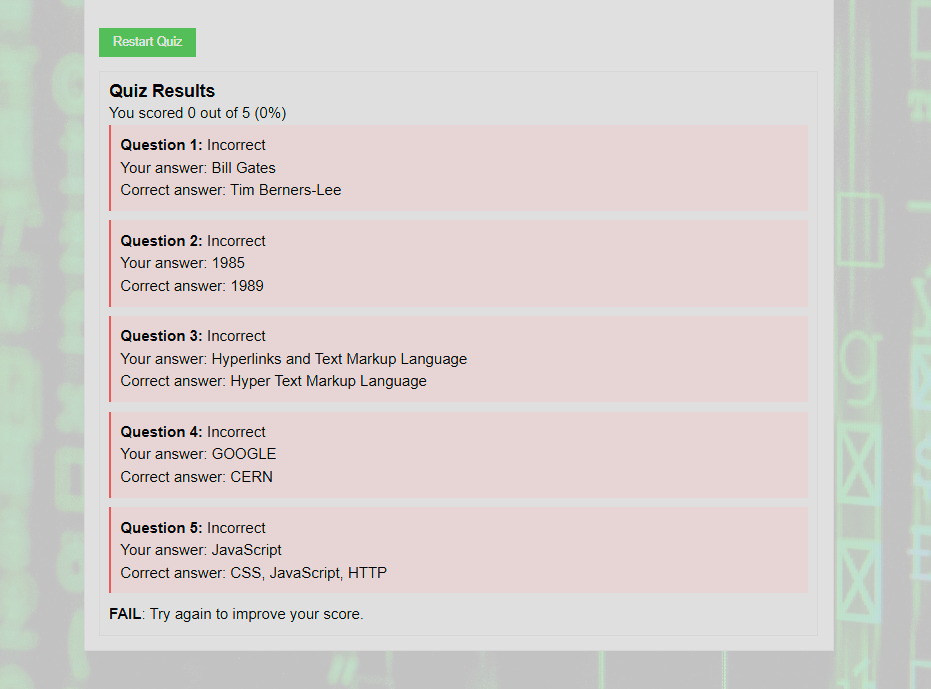 Restart Quiz
Quiz Results
You scored 0 out of 5 (0%)
Question 1: Incorrect
Your answer: Bill Gates
Correct answer: Tim Berners-Lee
Question 2: Incorrect
Your answer: 1985
Correct answer: 1989
Question 3: Incorrect
Your answer: Hyperlinks and Text Markup Language
Correct answer: Hyper Text Markup Language
Question 4: Incorrect
Your answer: GOOGLE
Correct answer: CERN
Question 5: Incorrect
Your answer: JavaScript
Correct answer: CSS, JavaScript, HTTP
FAIL: Try again to improve your score.